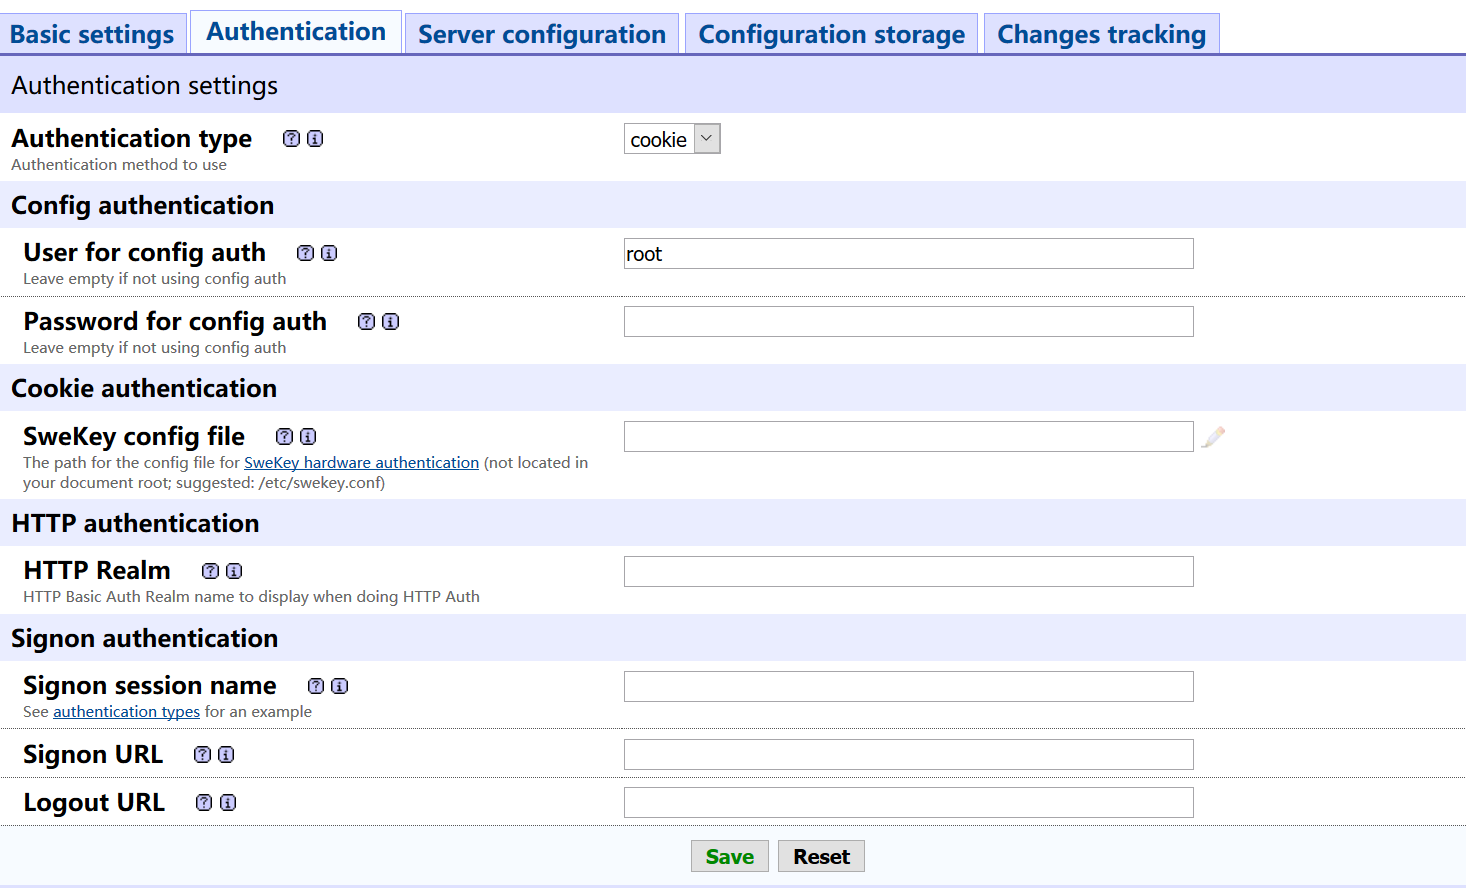 Basic settings Authentication Server configuration Configuration storage Changes tracking
Authentication settings
Authentication type
cookie
Authentication method to use
Config authentication
User for config auth
root
Leave empty if not using config auth
Password for config auth
Leave empty if not using config auth
Cookie authentication
SweKey config file
The path for the config file for SweKey hardware authentication (not located in
your document root; suggested: /etc/swekey.conf)
HTTP authentication
HTTP Realm
HTTP Basic Auth Realm name to display when doing HTTP Auth
Signon authentication
Signon session name
See authentication types for an example
Signon URL
Logout URL
Save Reset